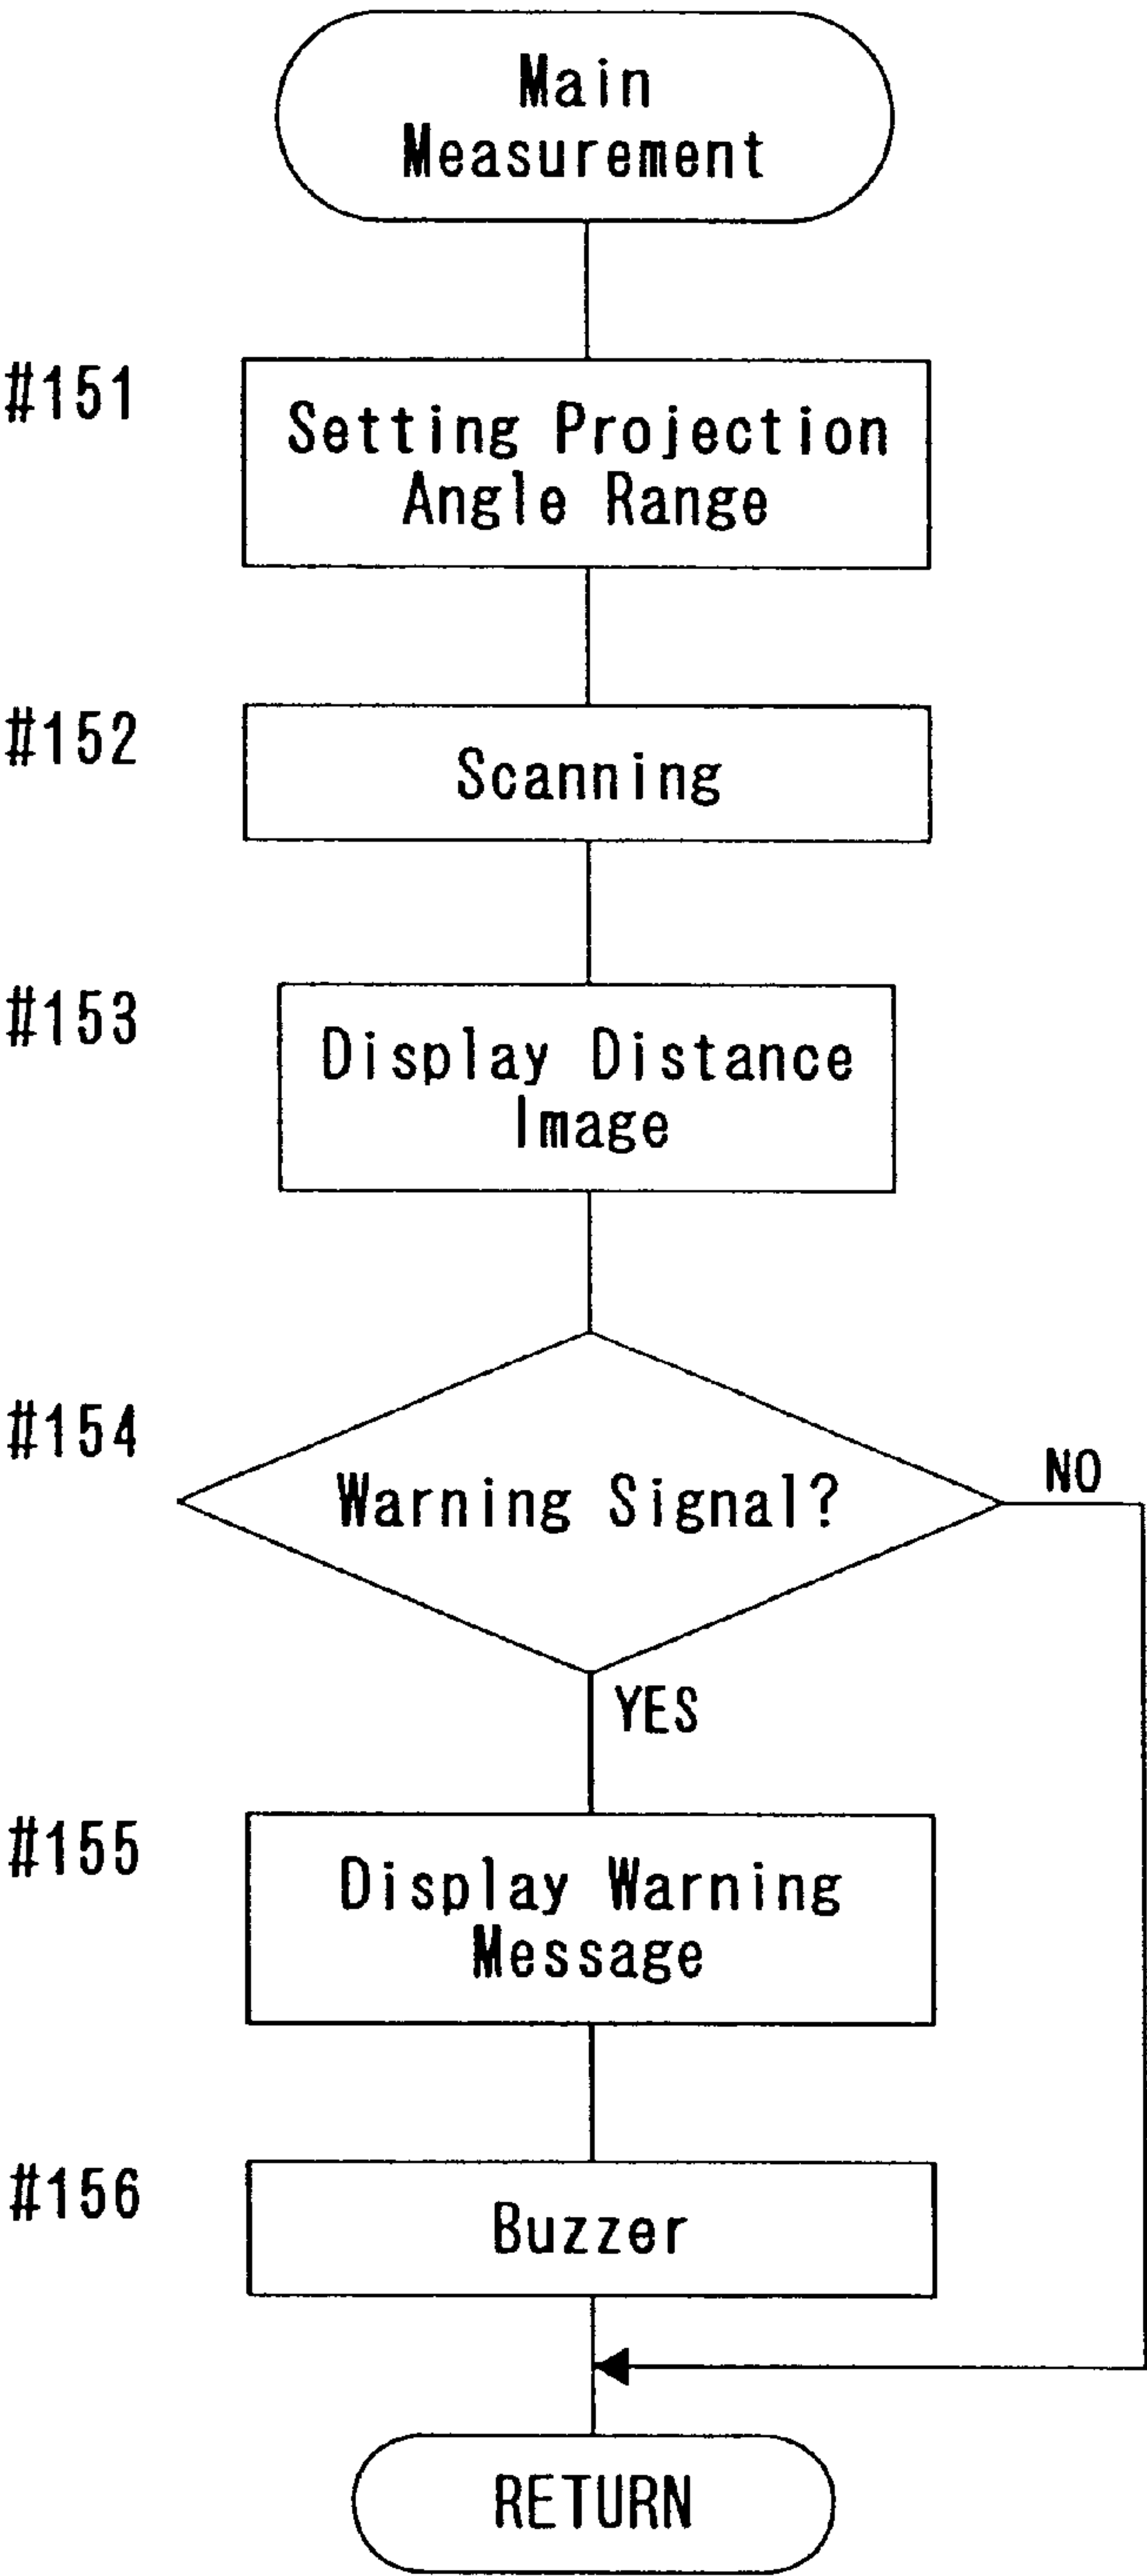 Main
Measurement
#151
Setting Projection
Angle Range
#152
Scanning
#153
Display Distance
Image
#154
Warning Signal?
NO
YES
#155
Display Warning
Message
#156
Buzzer
RETURN